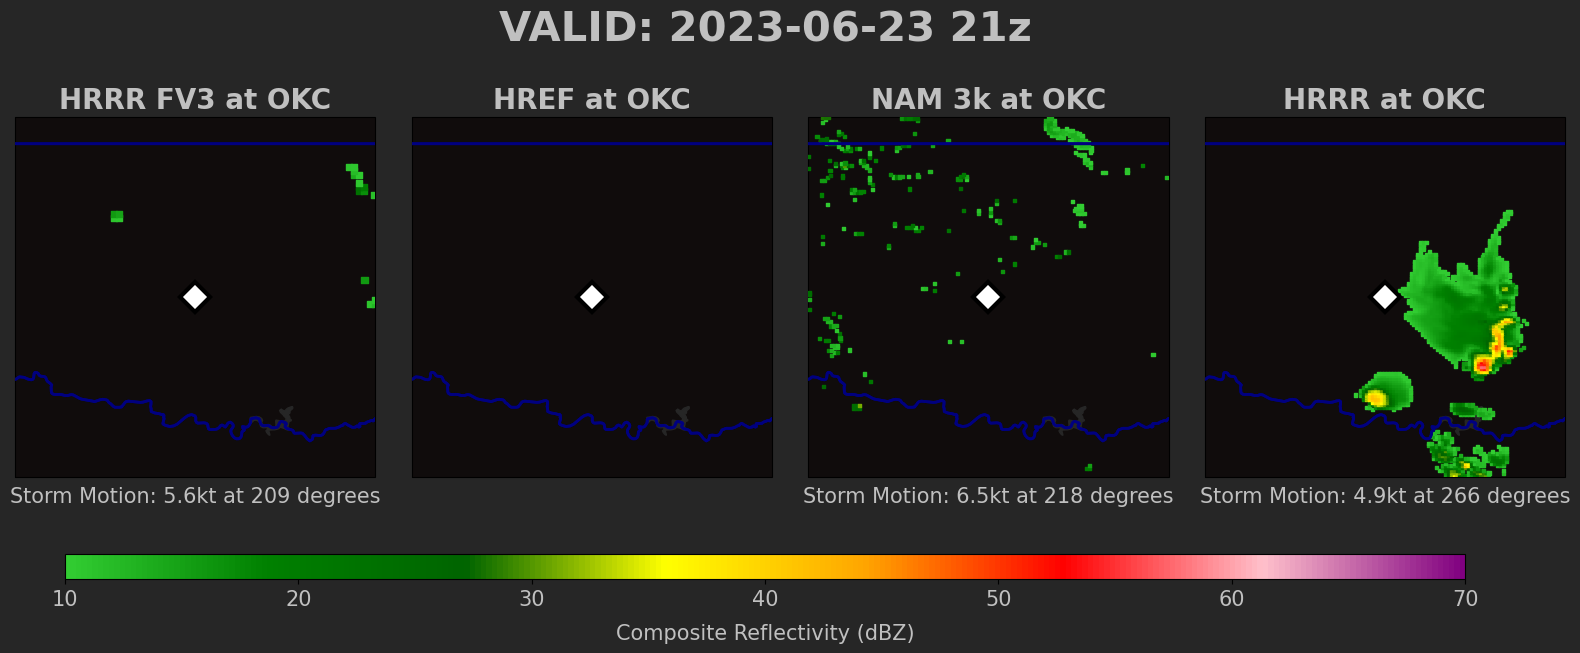 VALID: 2023-06-23 21z
HRRR FV3 at OKC
HREF at OKC
NAM 3k at OKC
HRRR at OKC
Storm Motion: 5.6kt at 209 degrees
Storm Motion: 6.5kt at 218 degrees
Storm Motion: 4.9kt at 266 degrees
10 20 30 40 50 60 70
Composite Reflectivity (dBZ)